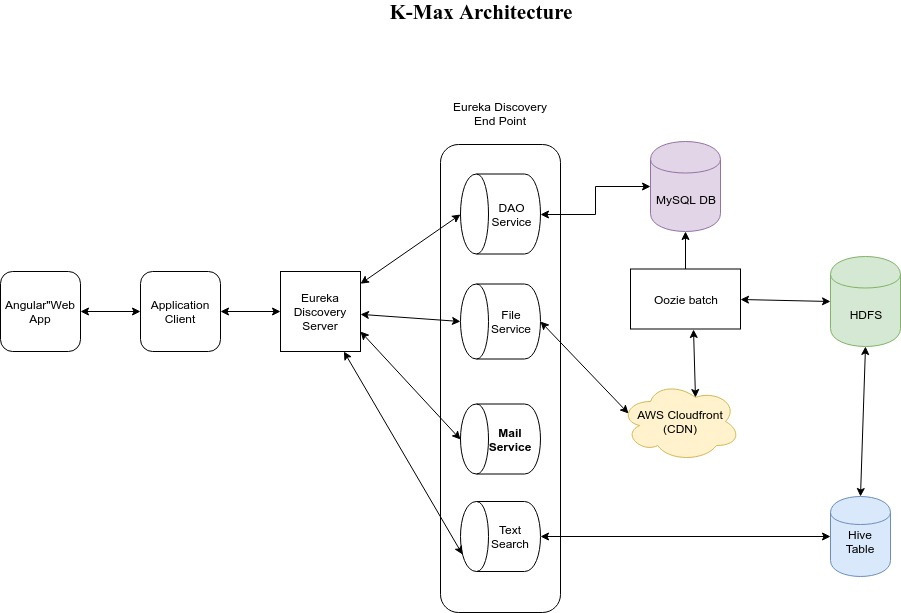 K-Max Architecture
Eureka Discovery
End Point
Angular"Web
App
Application
Client
Eureka
Discovery
Server
DAO
Service
File
Service
Mail
Service
Text
Search
MySQL DB
Oozie batch
HDFS
AWS Cloudfront
(CDN)
Hive
Table